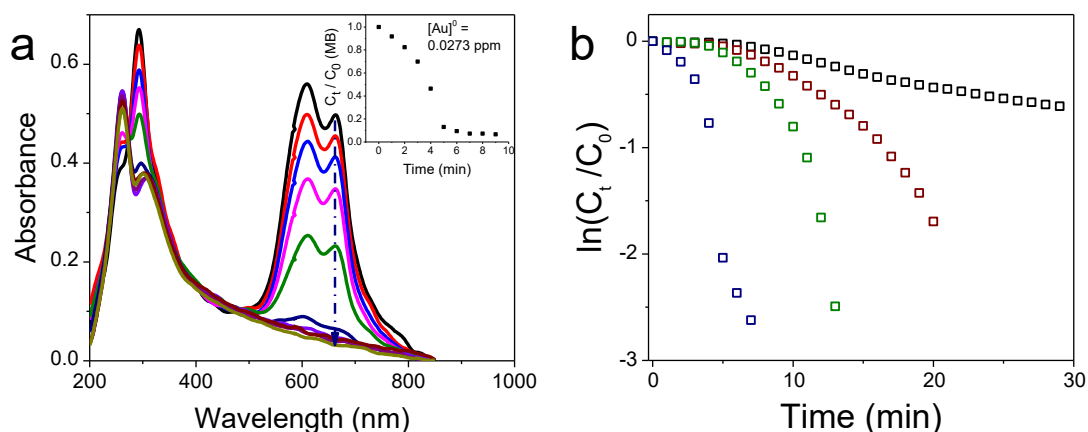 a
Absorbance
0.6
0.4
0.2
0.0
200
400
600
800
1000
Wavelength (nm)
C_t / C_0 (MB)
1.0
0.8
0.6
0.4
0.2
0.0
[Au]^0 =
0.0273 ppm
0
2
4
6
8
10
Time (min)
b
ln(C_t /C_0)
0
-1
-2
-3
0
10
20
30
Time (min)